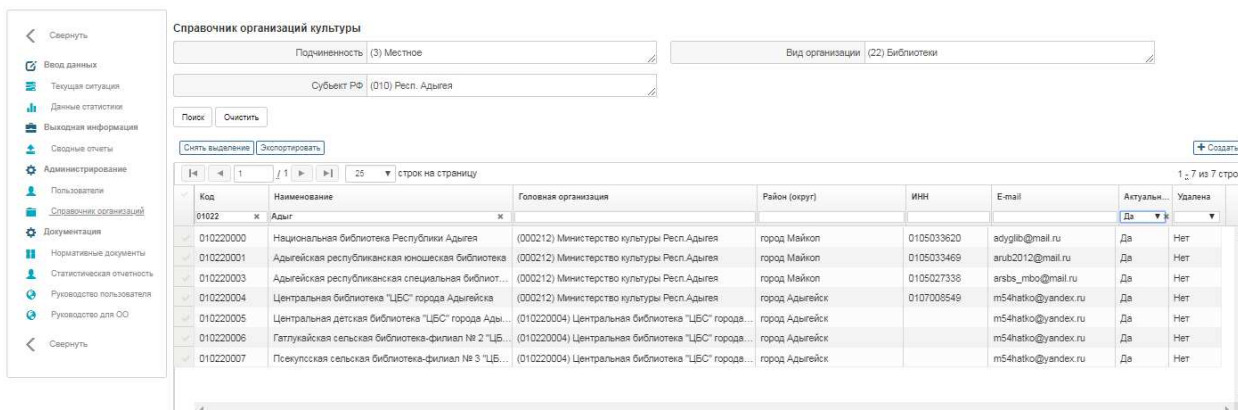 Справочник организаций культуры
Свернуть
Ввод данных
Текущая ситуация
Данные статистики
Выходная информация
Сводные отчеты
Администрирование
Пользователи
Справочник организаций
Документация
Нормативные документы
Статистическая отчетность
Руководство пользователя
Руководство для ОО
Свернуть
Подчиненность (3) Местное
Вид организации (22) Библиотеки
Субъект РФ (010) Респ. Адыгея
Поиск Очистить
Снять выделение Экспортировать + Создать
1 / 1 25 строк на страницу 1 - 7 из 7 стро
Код Наименование Головная организация Район (округ) ИНН E-mail Актуальн... Удалена
01022 Адыг Да
010220000 Национальная библиотека Республики Адыгея (000212) Министерство культуры Респ.Адыгея город Майкоп 0105033620 adyglib@mail.ru Да Нет
010220001 Адыгейская республиканская юношеская библиотека (000212) Министерство культуры Респ.Адыгея город Майкоп 0105033469 arub2012@mail.ru Да Нет
010220003 Адыгейская республиканская специальная библиот... (000212) Министерство культуры Респ.Адыгея город Майкоп 0105027338 arsbs_mbo@mail.ru Да Нет
010220004 Центральная библиотека "ЦБС" города Адыгейска (000212) Министерство культуры Респ.Адыгея город Адыгейск 0107008549 m54hatko@yandex.ru Да Нет
010220005 Центральная детская библиотека "ЦБС" города Ады... (010220004) Центральная библиотека "ЦБС" города... город Адыгейск m54hatko@yandex.ru Да Нет
010220006 Гатлукайская сельская библиотека-филиал № 2 "ЦБ... (010220004) Центральная библиотека "ЦБС" города... город Адыгейск m54hatko@yandex.ru Да Нет
010220007 Псекупсская сельская библиотека-филиал № 3 "ЦБ... (010220004) Центральная библиотека "ЦБС" города... город Адыгейск m54hatko@yandex.ru Да Нет